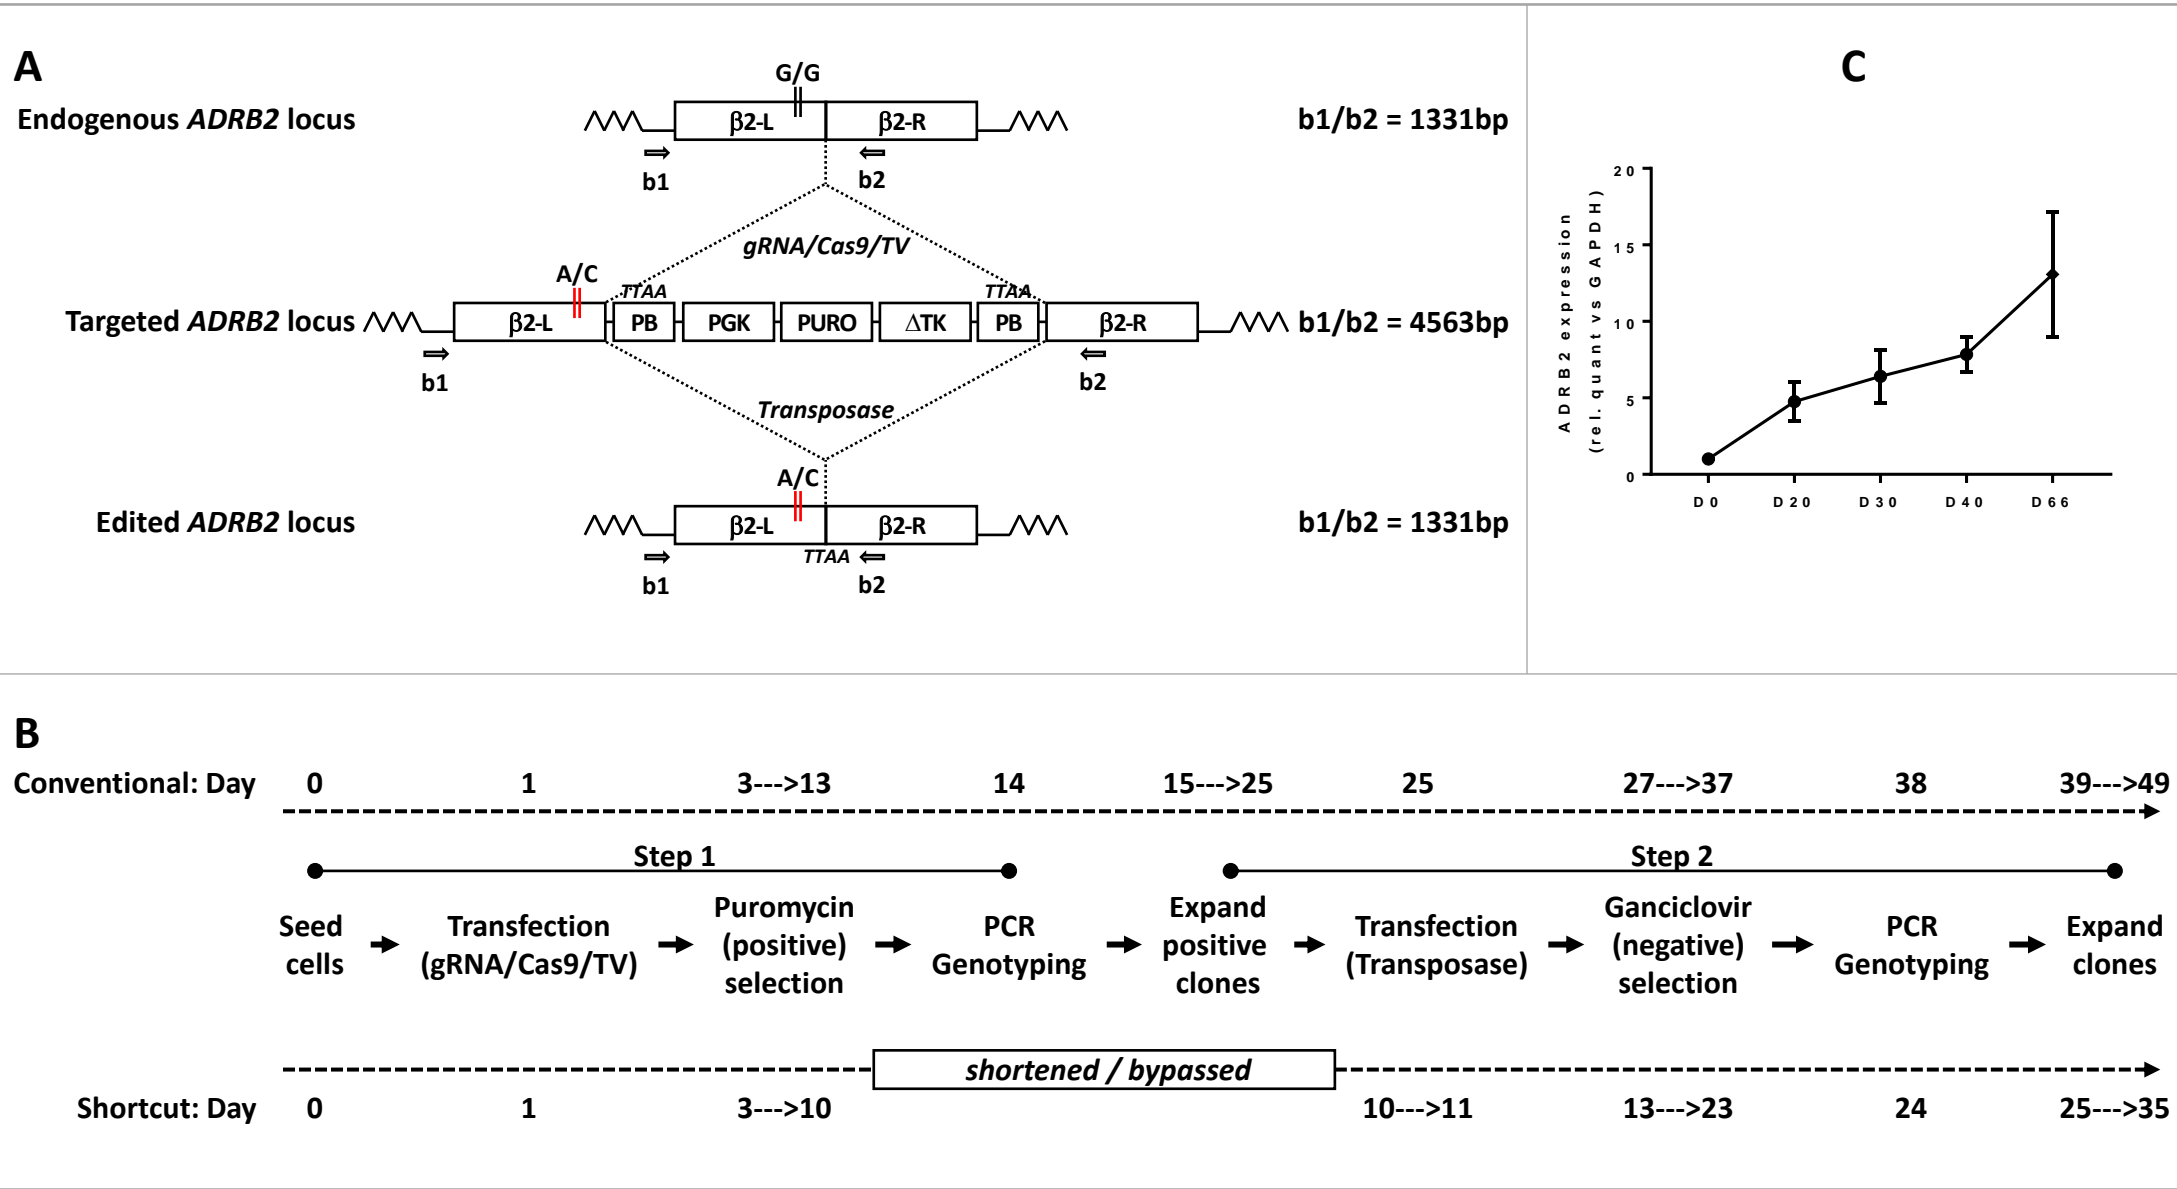 A
G/G
Endogenous ADRB2 locus
β2-L
β2-R
b1/b2 = 1331bp
b1
b2
gRNA/Cas9/TV
A/C
TTAA
TTAA
Targeted ADRB2 locus
β2-L
PB
PGK
PURO
ΔTK
PB
β2-R
b1/b2 = 4563bp
b1
b2
Transposase
A/C
Edited ADRB2 locus
β2-L
β2-R
b1/b2 = 1331bp
TTAA
b1
b2
C
ADRB2 expression
(rel.quant vs GAPDH)
20
15
10
5
0
D0 D20 D30 D40 D66
B
Conventional: Day 0 1 3--->13 14 15--->25 25 27--->37 38 39--->49
Step 1
Step 2
Seed
cells
Transfection
(gRNA/Cas9/TV)
Puromycin
(positive)
selection
PCR
Genotyping
Expand
positive
clones
Transfection
(Transposase)
Ganciclovir
(negative)
selection
PCR
Genotyping
Expand
clones
shortened / bypassed
Shortcut: Day 0 1 3--->10 10--->11 13--->23 24 25--->35